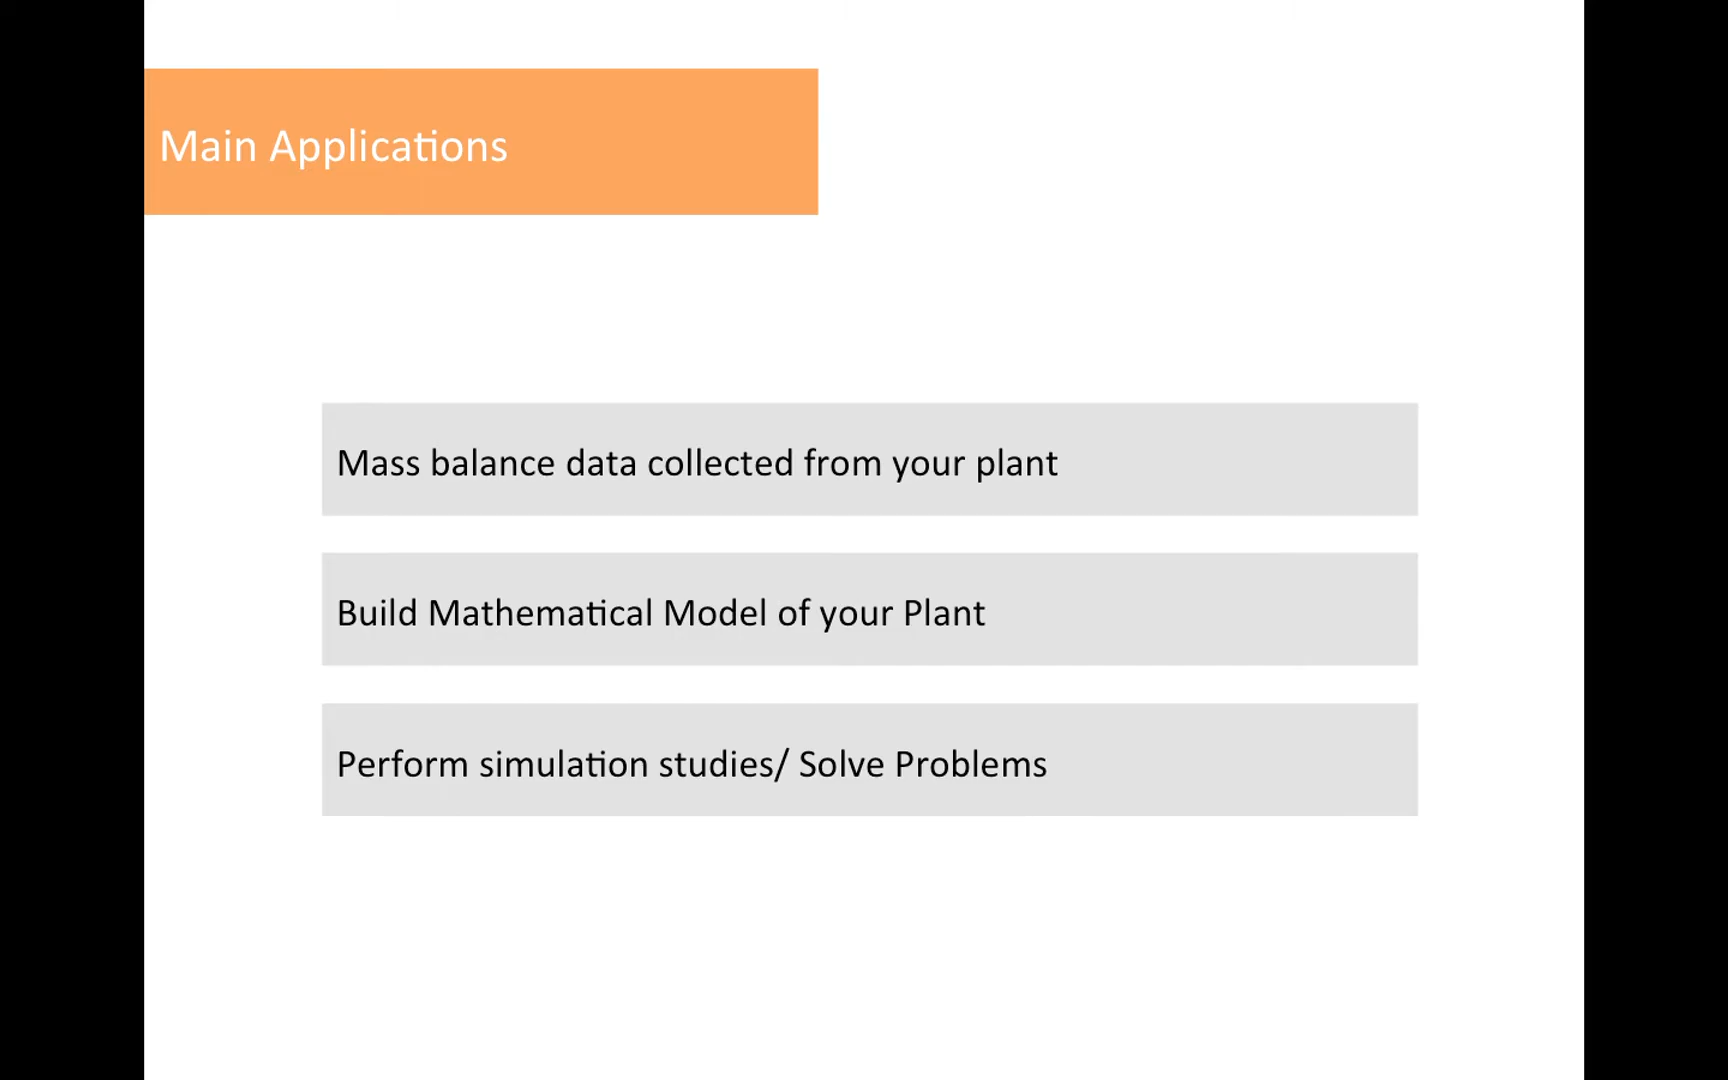 Main Applications
Mass balance data collected from your plant
Build Mathematical Model of your Plant
Perform simulation studies/ Solve Problems